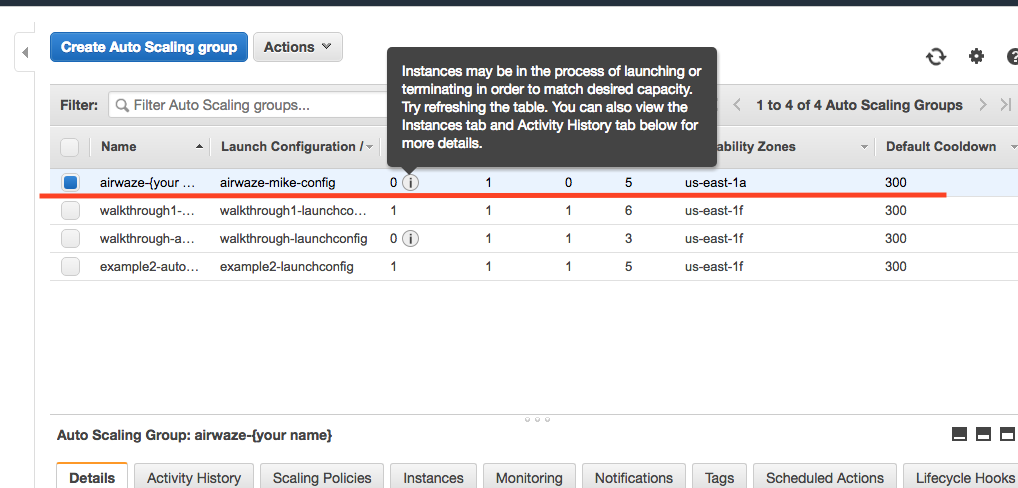 Create Auto Scaling group Actions
Instances may be in the process of launching or
terminating in order to match desired capacity.
Try refreshing the table. You can also view the
Instances tab and Activity History tab below for
more details.
Filter: Filter Auto Scaling groups... 1 to 4 of 4 Auto Scaling Groups
Name Launch Configuration / ability Zones Default Cooldown
airwaze-{your ... airwaze-mike-config 0 i 1 0 5 us-east-1a 300
walkthrough1-... walkthrough1-launchco... 1 1 1 6 us-east-1f 300
walkthrough-a... walkthrough-launchconfig 0 i 1 1 3 us-east-1f 300
example2-auto... example2-launchconfig 1 1 1 5 us-east-1f 300
Auto Scaling Group: airwaze-{your name}
Details Activity History Scaling Policies Instances Monitoring Notifications Tags Scheduled Actions Lifecycle Hooks